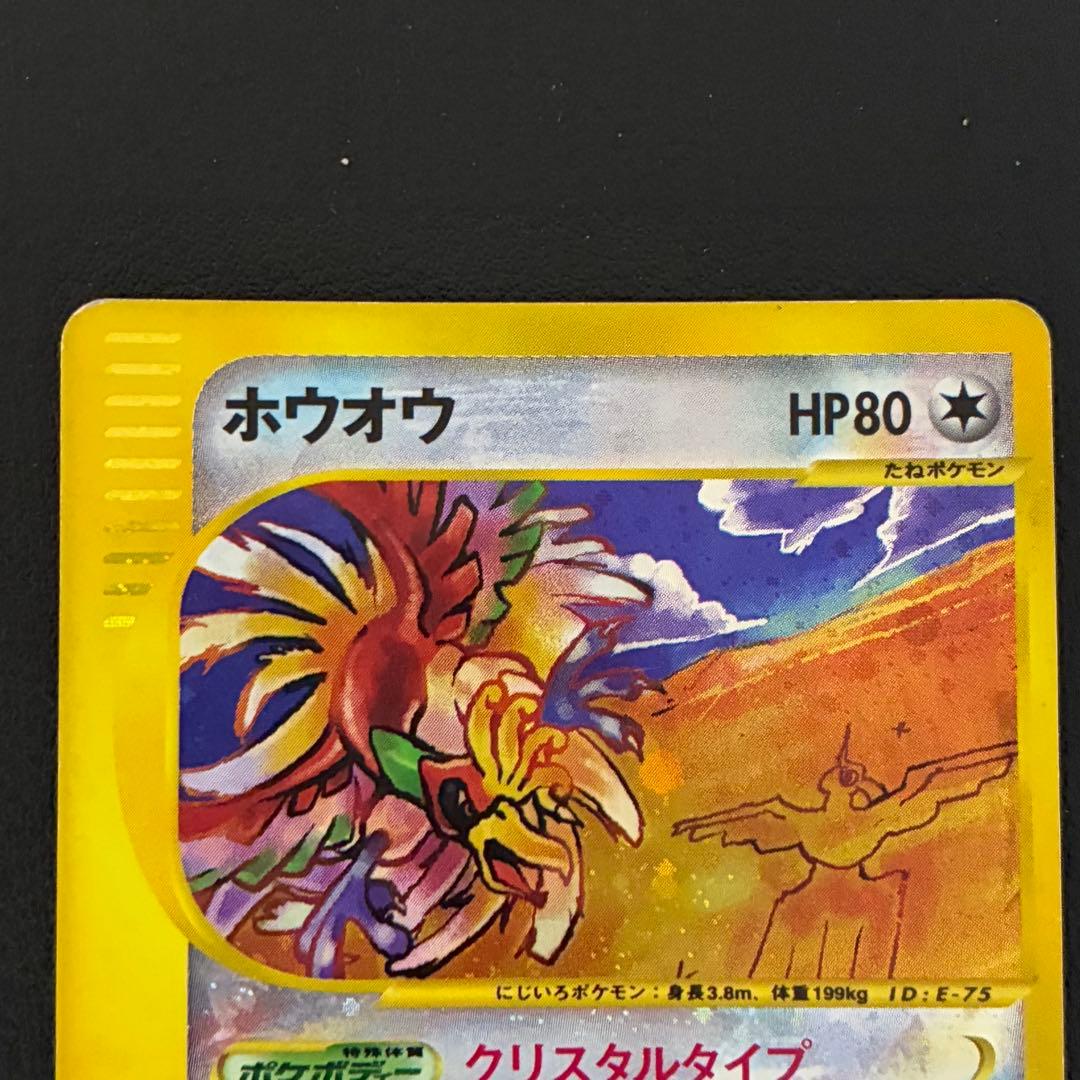 ホウオウ HP80
たねポケモン
にじいろポケモン：身長3.8m、体重199kg ID:E-75
特殊体質
ポケボディー クリスタルタイプ